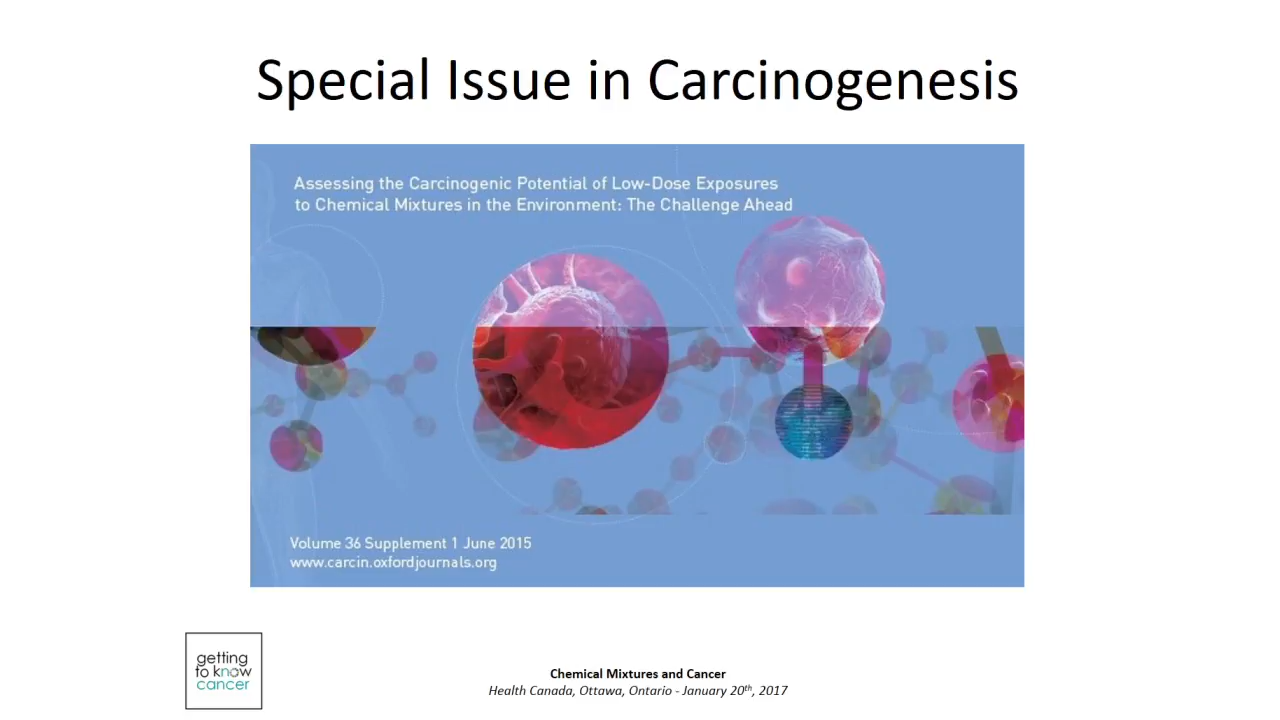 Special Issue in Carcinogenesis
Assessing the Carcinogenic Potential of Low-Dose Exposures
to Chemical Mixtures in the Environment: The Challenge Ahead
Volume 36 Supplement 1 June 2015
www.carcin.oxfordjournals.org
getting
to know
cancer
Chemical Mixtures and Cancer
Health Canada, Ottawa, Ontario - January 20th, 2017